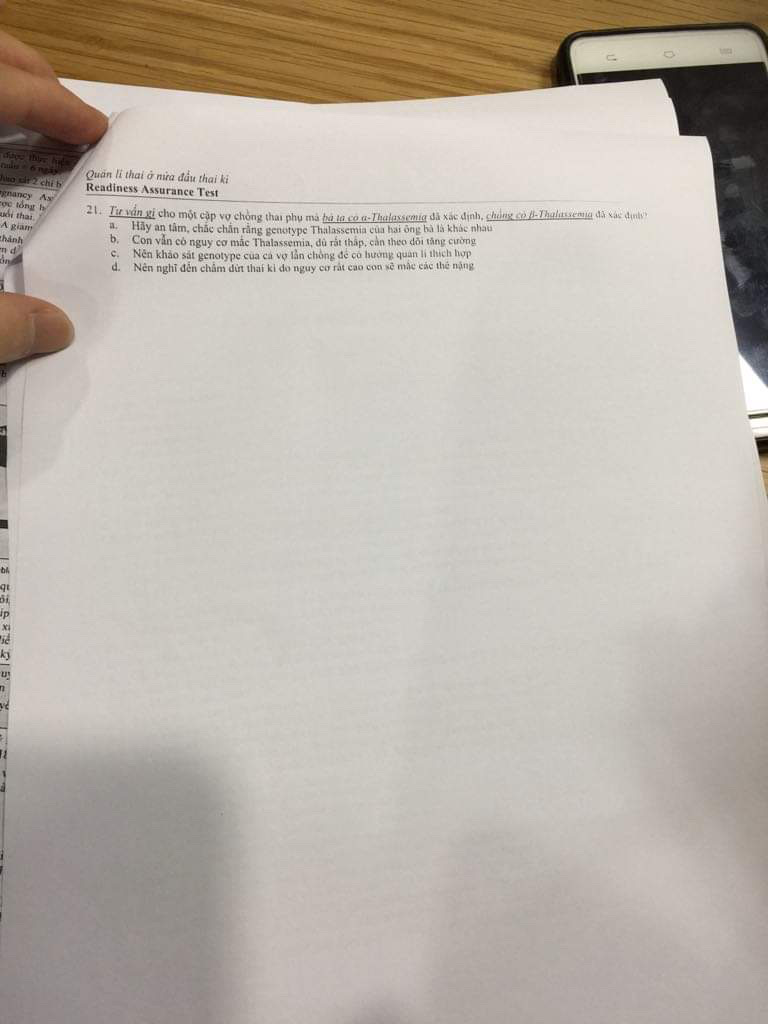 Quản lí thai ở nửa đầu thai kì
Readiness Assurance Test
21. Tư vấn gì cho một cặp vợ chồng thai phụ mà bà ta có α-Thalassemia đã xác định, chồng có β-Thalassemia đã xác định?
a. Hãy an tâm, chắc chắn rằng genotype Thalassemia của hai ông bà là khác nhau
b. Con vẫn có nguy cơ mắc Thalassemia, dù rất thấp, cần theo dõi tăng cường
c. Nên khảo sát genotype của cả vợ lẫn chồng để có hướng quản lí thích hợp
d. Nên nghĩ đến chấm dứt thai kì do nguy cơ rất cao con sẽ mắc các thể nặng